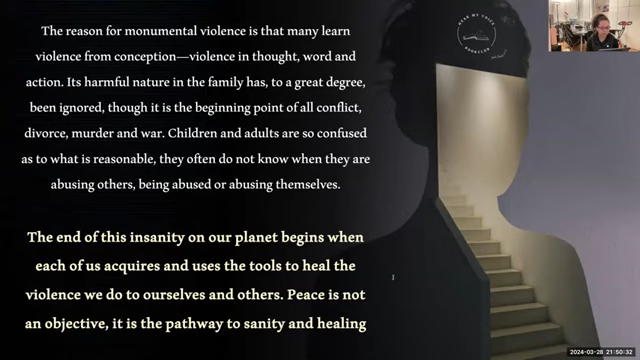 The reason for monumental violence is that many learn
violence from conception—violence in thought, word and
action. Its harmful nature in the family has, to a great degree,
been ignored, though it is the beginning point of all conflict,
divorce, murder and war. Children and adults are so confused
as to what is reasonable, they often do not know when they are
abusing others, being abused or abusing themselves.
The end of this insanity on our planet begins when
each of us acquires and uses the tools to heal the
violence we do to ourselves and others. Peace is not
an objective, it is the pathway to sanity and healing
HEAR MY VOICE
BOOKCLUB
2024-03-28 21:50:32